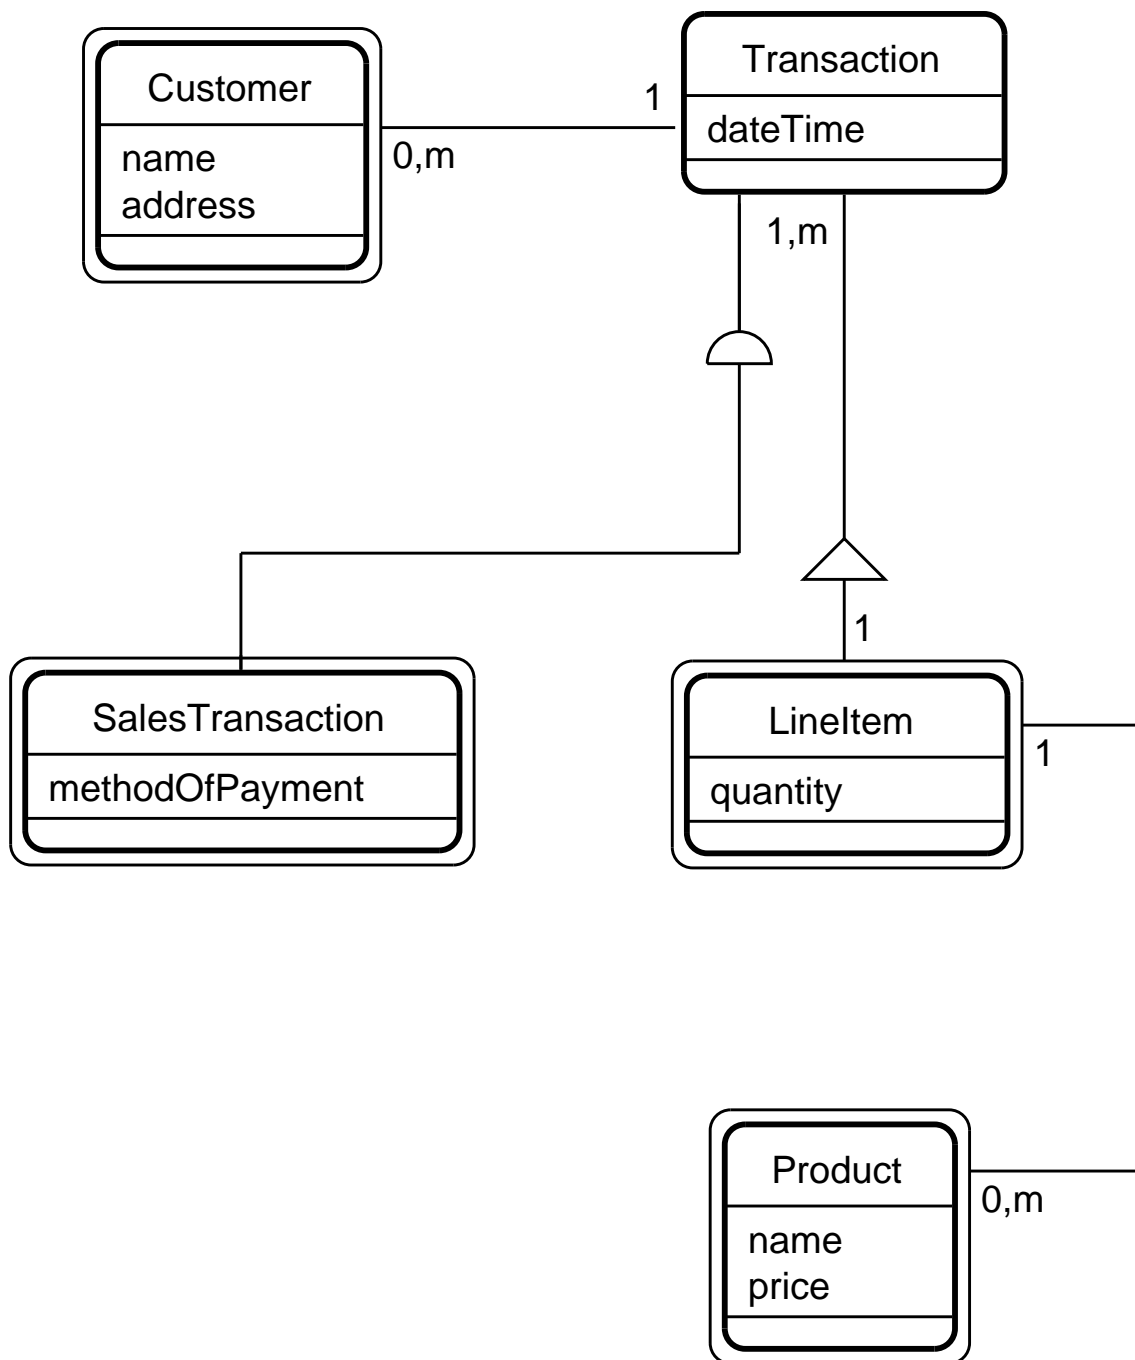 Customer
name
address
0,m
1
Transaction
dateTime
1,m
SalesTransaction
methodOfPayment
1
LineItem
quantity
1
Product
name
price
0,m